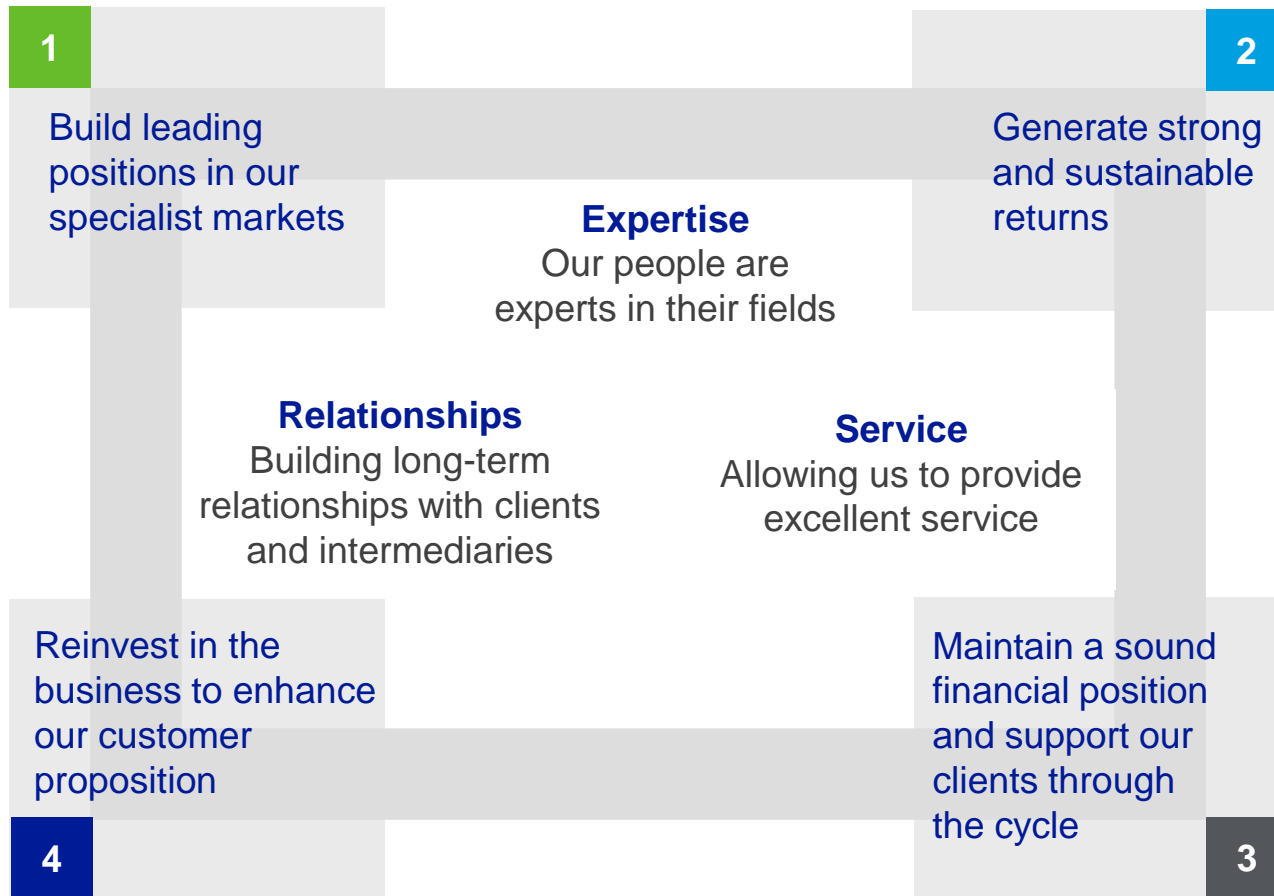 1
Build leading
positions in our
specialist markets
2
Generate strong
and sustainable
returns
Expertise
Our people are
experts in their fields
Relationships
Building long-term
relationships with clients
and intermediaries
Service
Allowing us to provide
excellent service
Reinvest in the
business to enhance
our customer
proposition
4
Maintain a sound
financial position
and support our
clients through
the cycle
3